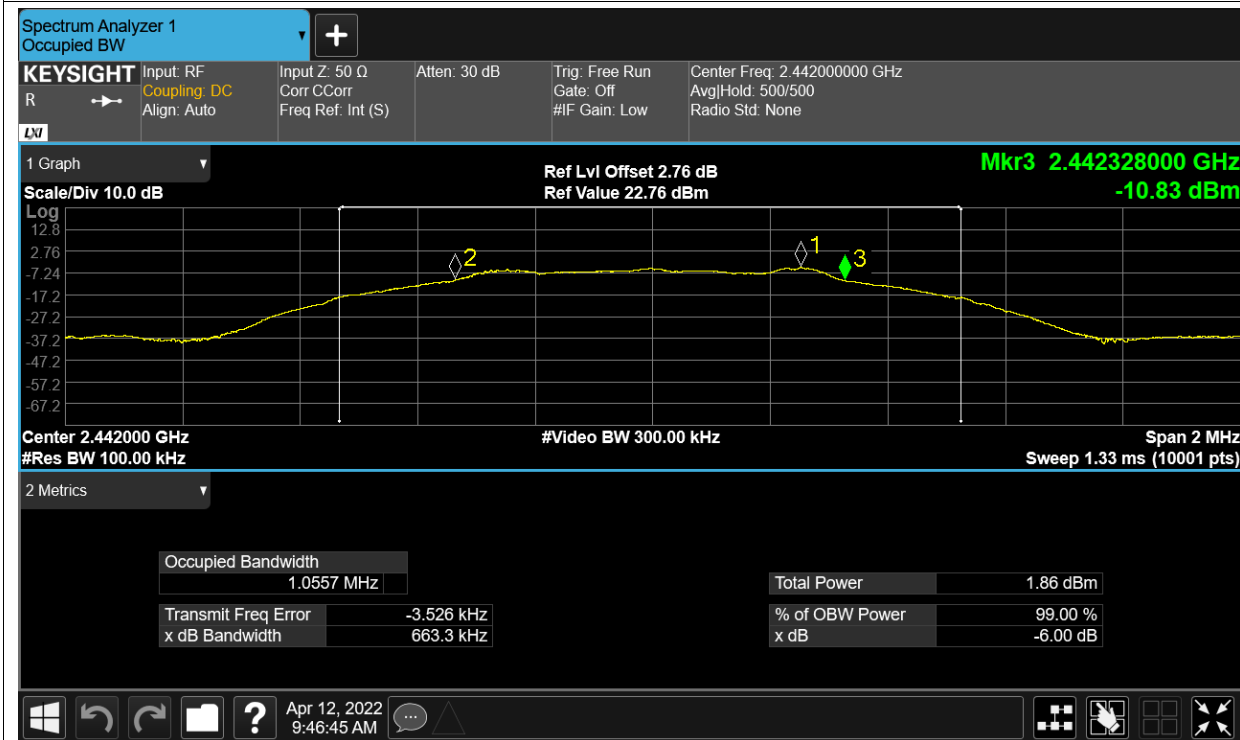 Spectrum Analyzer 1
Occupied BW
KEYSIGHT
R
LXI
Input: RF
Coupling: DC
Align: Auto
Input Z: 50 Ω
Corr CCorr
Freq Ref: Int (S)
Atten: 30 dB
Trig: Free Run
Gate: Off
#IF Gain: Low
Center Freq: 2.442000000 GHz
Avg|Hold: 500/500
Radio Std: None
1 Graph
Scale/Div 10.0 dB
Ref Lvl Offset 2.76 dB
Ref Value 22.76 dBm
Mkr3 2.442328000 GHz
-10.83 dBm
Log
12.8
2.76
-7.24
-17.2
-27.2
-37.2
-47.2
-57.2
-67.2
2
1
3
Center 2.442000 GHz
#Res BW 100.00 kHz
#Video BW 300.00 kHz
Span 2 MHz
Sweep 1.33 ms (10001 pts)
2 Metrics
Occupied Bandwidth
1.0557 MHz
Transmit Freq Error -3.526 kHz
x dB Bandwidth 663.3 kHz
Total Power 1.86 dBm
% of OBW Power 99.00 %
x dB -6.00 dB
?
Apr 12, 2022
9:46:45 AM